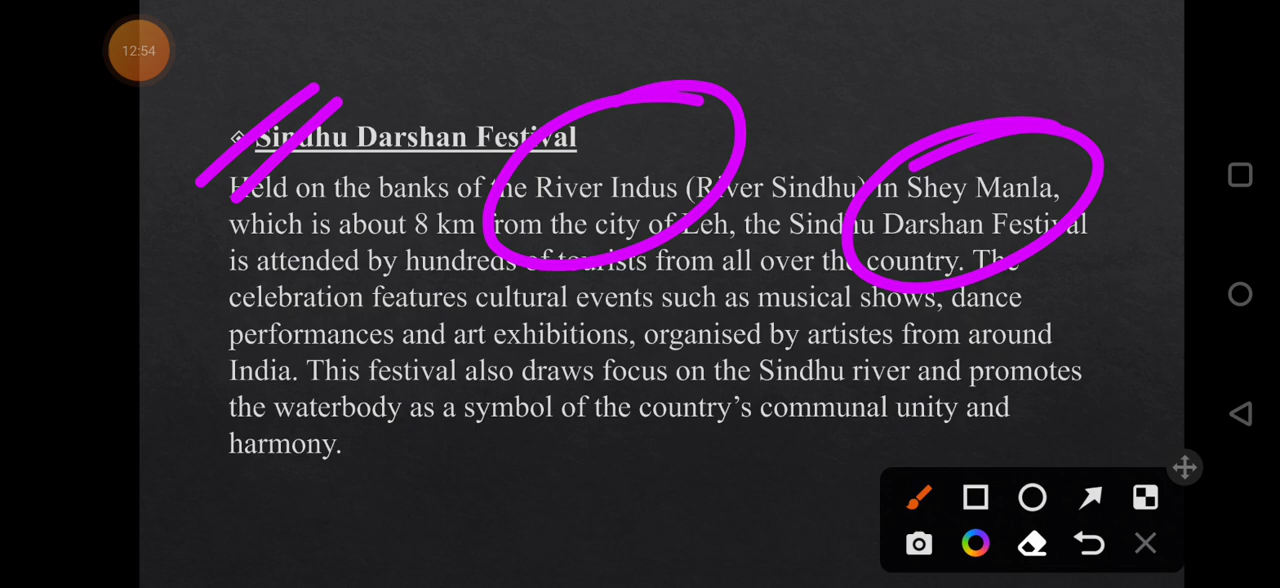 12:54
Sindhu Darshan Festival
Held on the banks of the River Indus (River Sindhu) in Shey Manla,
which is about 8 km from the city of Leh, the Sindhu Darshan Festival
is attended by hundreds of tourists from all over the country. The
celebration features cultural events such as musical shows, dance
performances and art exhibitions, organised by artistes from around
India. This festival also draws focus on the Sindhu river and promotes
the waterbody as a symbol of the country’s communal unity and
harmony.